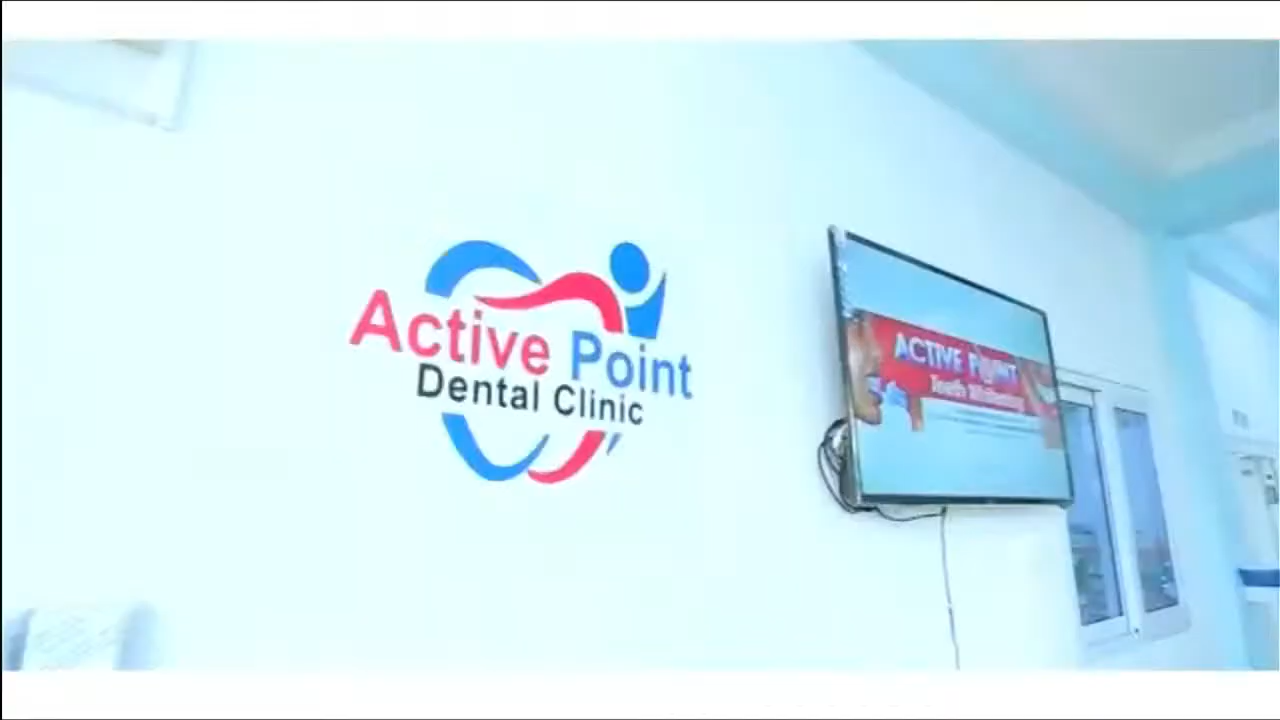 Active Point
Dental Clinic
ACTIVE POINT
Teeth Whitening